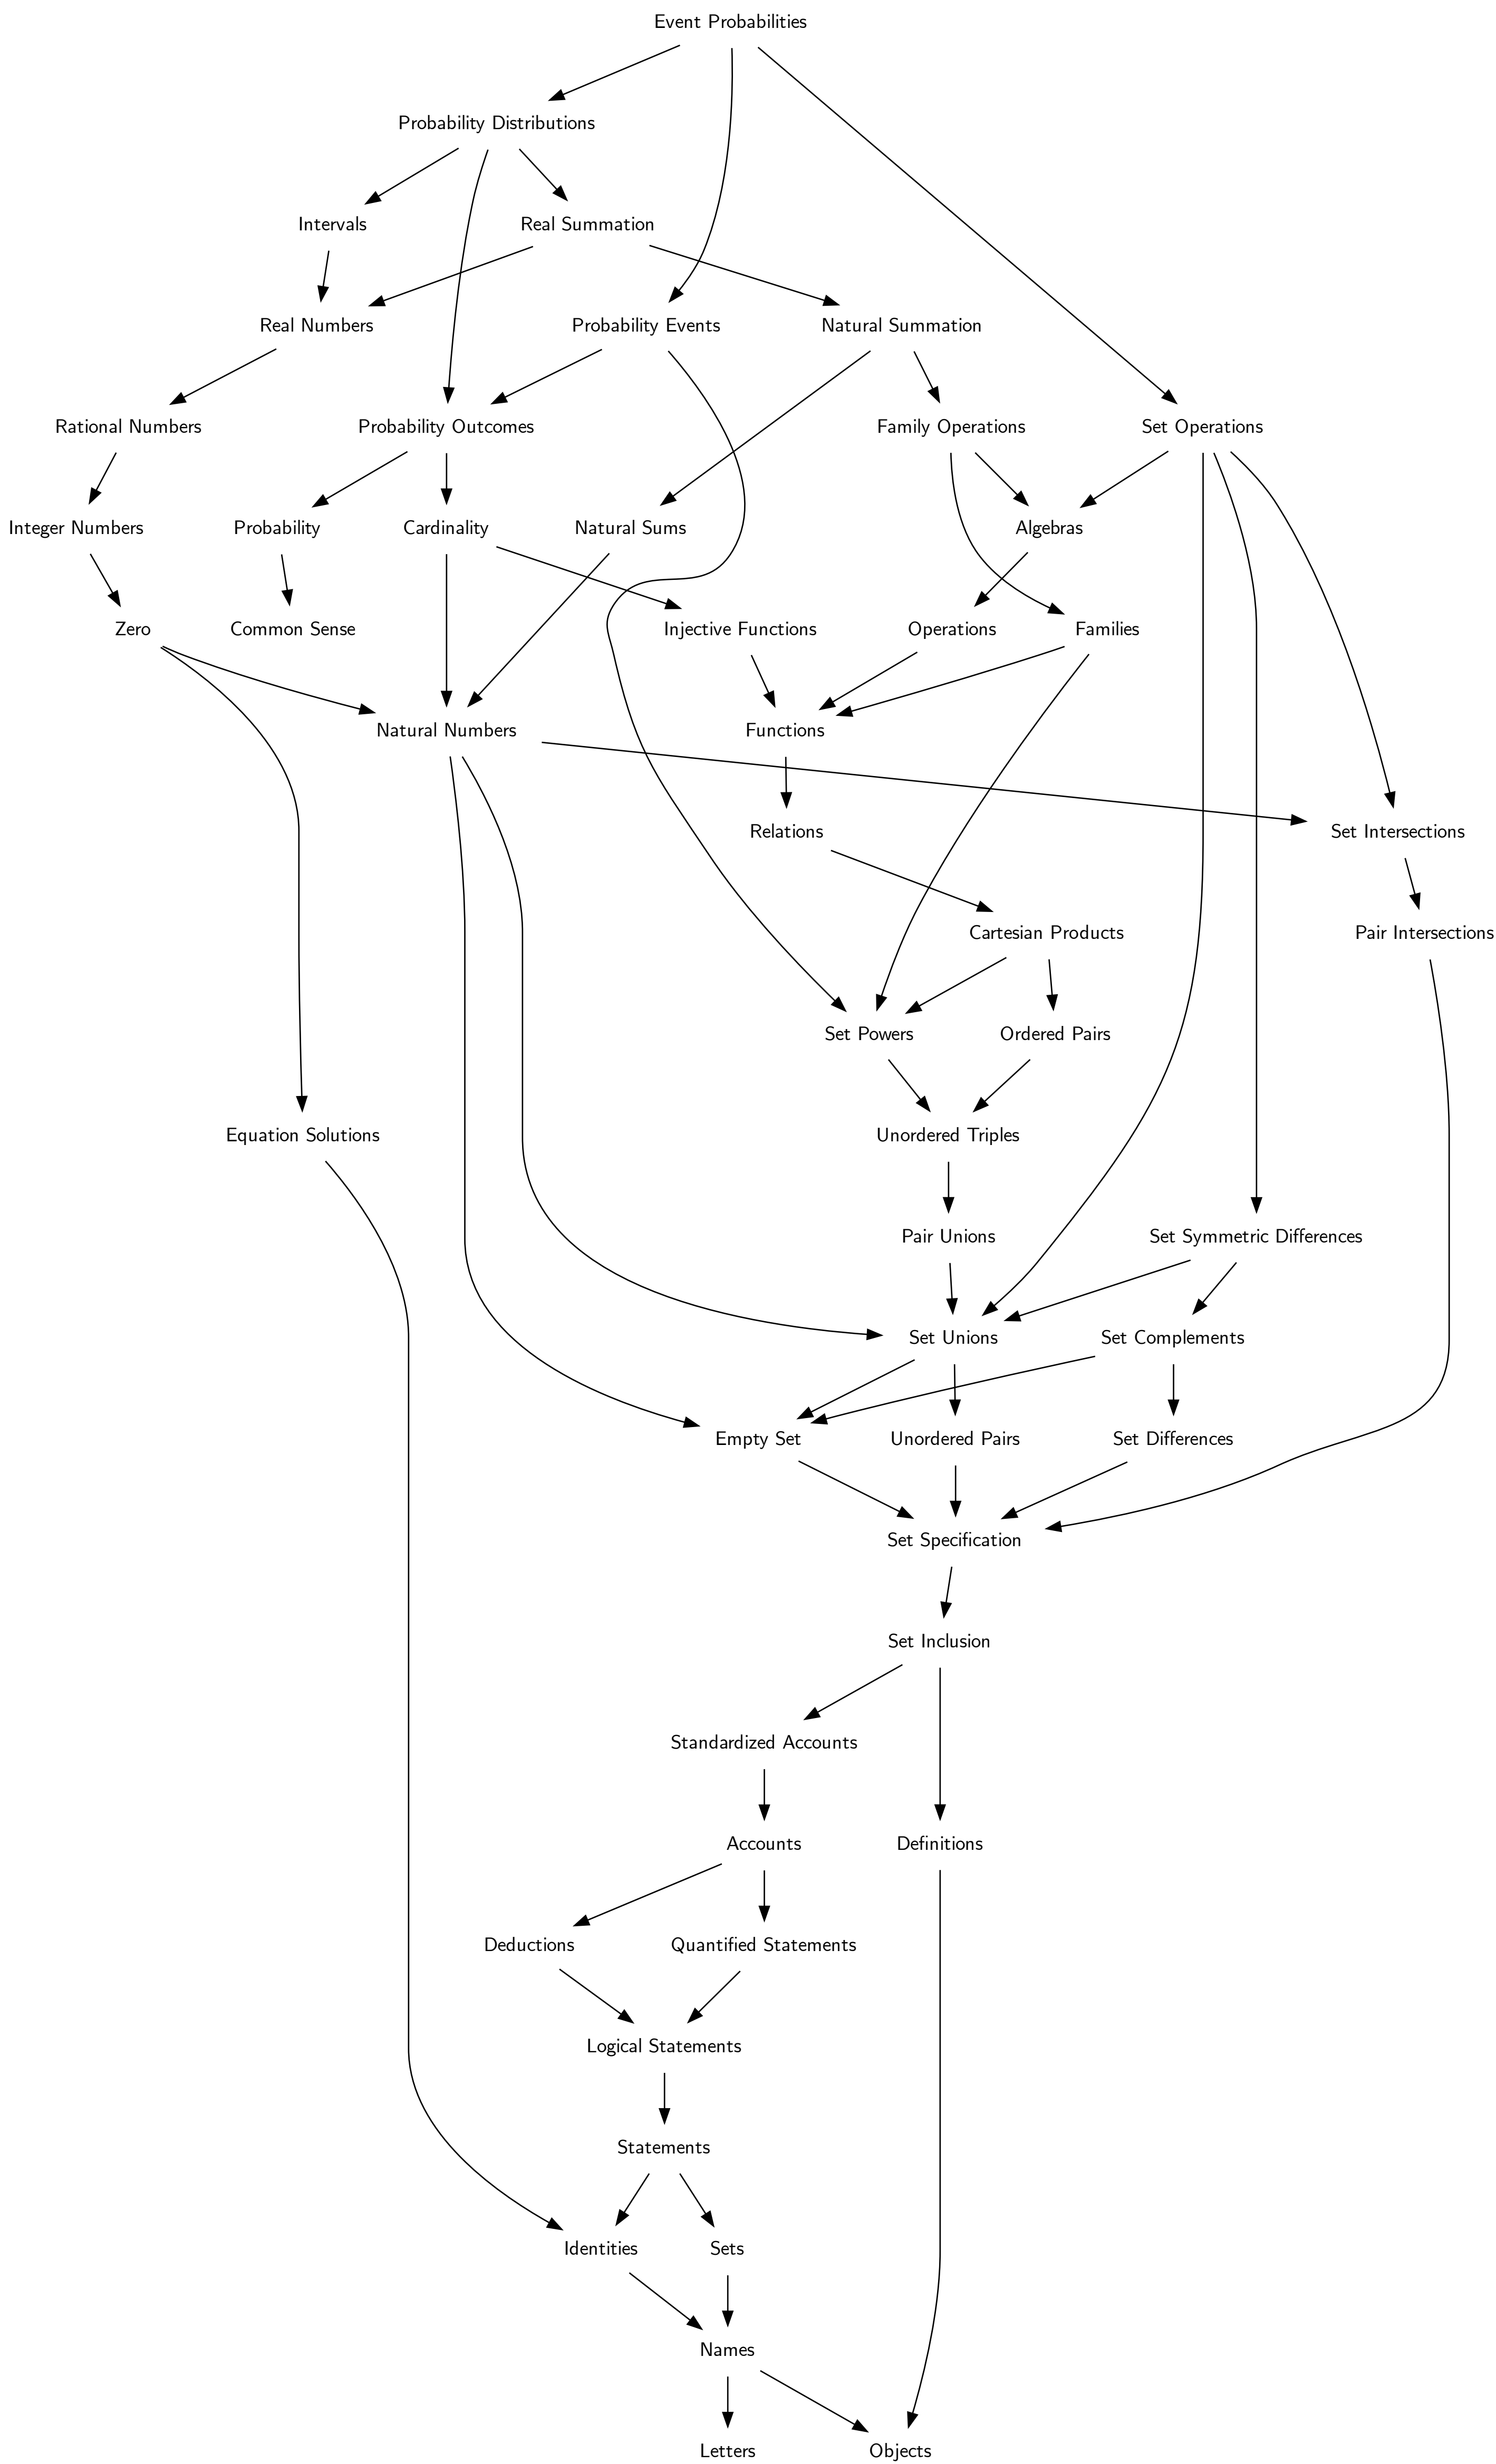 Event Probabilities
Probability Distributions
Intervals
Real Summation
Real Numbers
Probability Events
Natural Summation
Rational Numbers
Probability Outcomes
Family Operations
Set Operations
Integer Numbers
Probability
Cardinality
Natural Sums
Algebras
Zero
Common Sense
Injective Functions
Operations
Families
Natural Numbers
Functions
Relations
Set Intersections
Cartesian Products
Pair Intersections
Set Powers
Ordered Pairs
Equation Solutions
Unordered Triples
Pair Unions
Set Symmetric Differences
Set Unions
Set Complements
Empty Set
Unordered Pairs
Set Differences
Set Specification
Set Inclusion
Standardized Accounts
Accounts
Definitions
Deductions
Quantified Statements
Logical Statements
Statements
Identities
Sets
Names
Letters
Objects